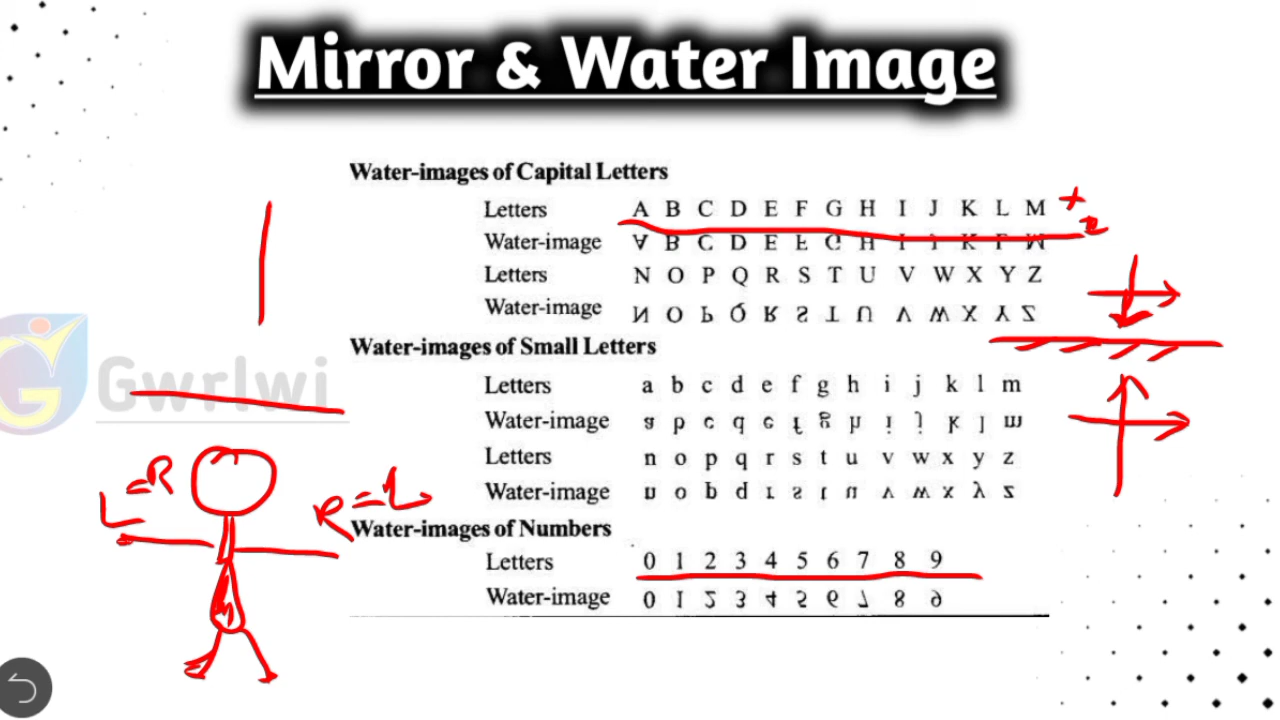 Mirror & Water Image
Water-images of Capital Letters
Letters A B C D E F G H I J K L M
Water-image
Letters N O P Q R S T U V W X Y Z
Water-image
Gwrlwi
Water-images of Small Letters
Letters a b c d e f g h i j k l m
Water-image
Letters n o p q r s t u v w x y z
Water-image
L=R
R=L
Water-images of Numbers
Letters 0 1 2 3 4 5 6 7 8 9
Water-image